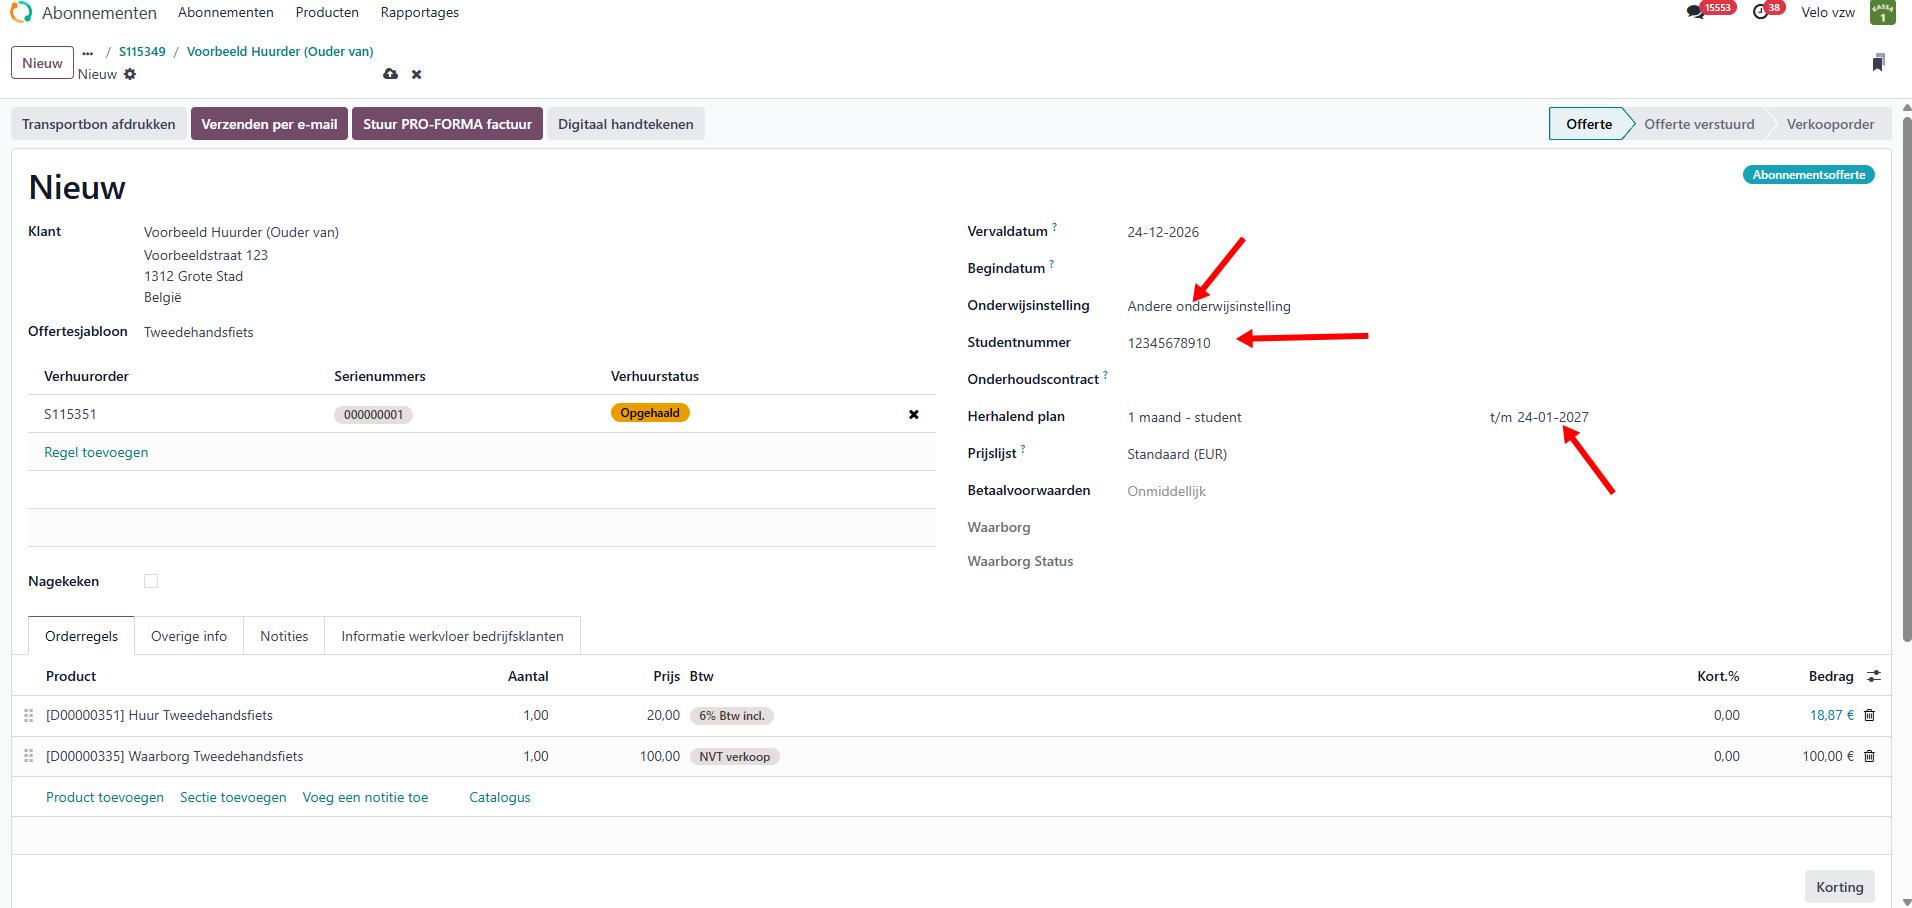 Abonnementen Abonnementen Producten Rapportages 15553 38 Velo vzw KASSA 1
Nieuw ... / S115349 / Voorbeeld Huurder (Ouder van)
Nieuw
Transportbon afdrukken Verzenden per e-mail Stuur PRO-FORMA factuur Digitaal handtekenen Offerte Offerte verstuurd Verkooporder
Abonnementsofferte
Nieuw
Klant Voorbeeld Huurder (Ouder van)
Voorbeeldstraat 123
1312 Grote Stad
België
Offertesjabloon Tweedehandsfiets
Verhuurorder Serienummers Verhuurstatus
S115351 000000001 Opgehaald
Regel toevoegen
Nagekeken
Vervaldatum ? 24-12-2026
Begindatum ?
Onderwijsinstelling Andere onderwijsinstelling
Studentnummer 12345678910
Onderhoudscontract ?
Herhalend plan 1 maand - student t/m 24-01-2027
Prijslijst ? Standaard (EUR)
Betaalvoorwaarden Onmiddellijk
Waarborg
Waarborg Status
Orderregels Overige info Notities Informatie werkvloer bedrijfsklanten
Product Aantal Prijs Btw Kort.% Bedrag
[D00000351] Huur Tweedehandsfiets 1,00 20,00 6% Btw incl. 0,00 18,87 €
[D00000335] Waarborg Tweedehandsfiets 1,00 100,00 NVT verkoop 0,00 100,00 €
Product toevoegen Sectie toevoegen Voeg een notitie toe Catalogus
Korting